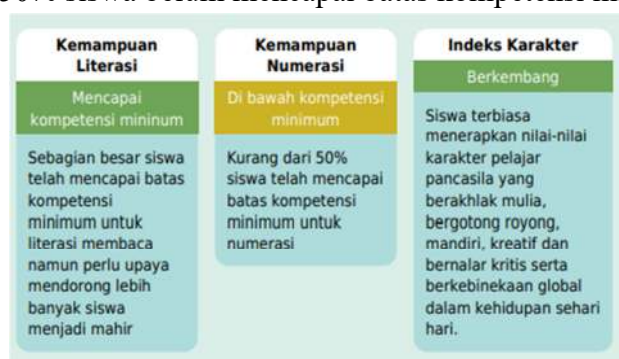 Kemampuan
Literasi
Mencapai
kompetensi mininum
Sebagian besar siswa
telah mencapai batas
kompetensi
minimum untuk
literasi membaca
namun perlu upaya
mendorong lebih
banyak siswa
menjadi mahir
Kemampuan
Numerasi
Di bawah kompetensi
minimum
Kurang dari 50%
siswa telah mencapai
batas kompetensi
minimum untuk
numerasi
Indeks Karakter
Berkembang
Siswa terbiasa
menerapkan nilai-nilai
karakter pelajar
pancasila yang
berakhlak mulia,
bergotong royong,
mandiri, kreatif dan
bernalar kritis serta
berkebinekaan global
dalam kehidupan sehari
hari.